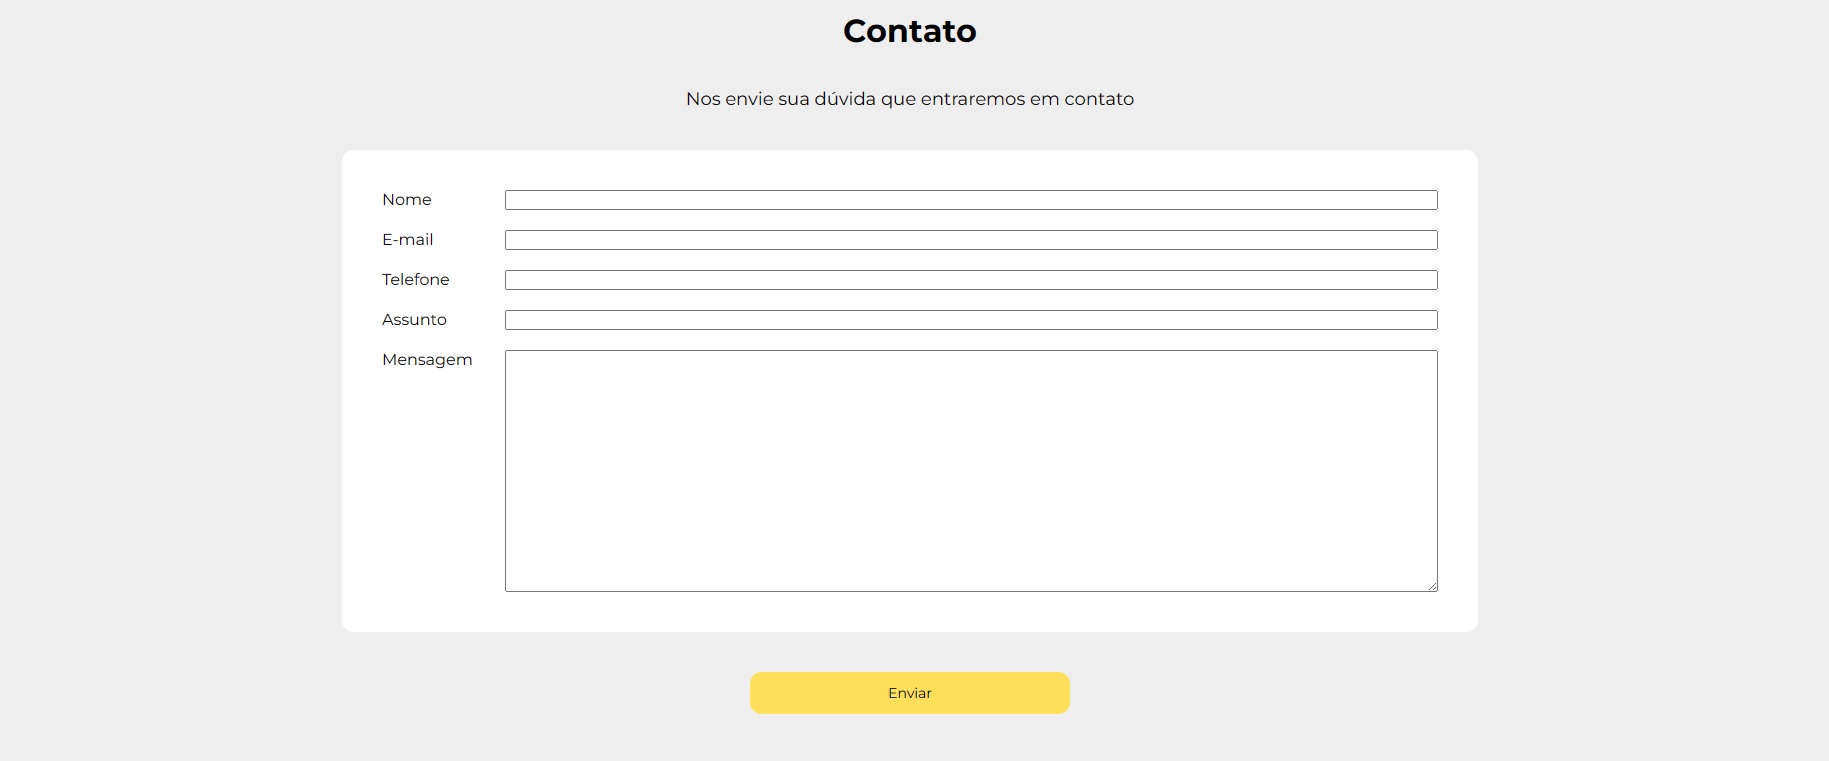 Contato
Nos envie sua dúvida que entraremos em contato
Nome
E-mail
Telefone
Assunto
Mensagem
Enviar